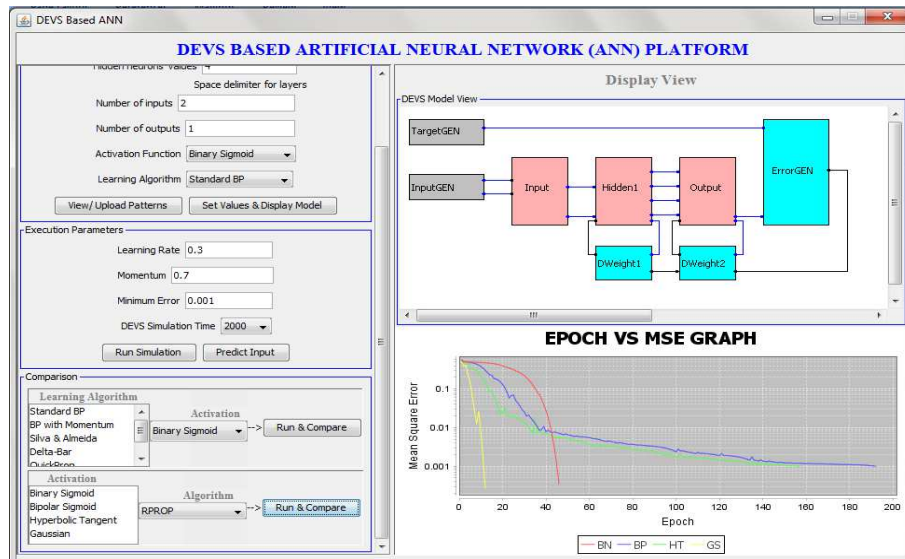 DEVS Based ANN
DEVS BASED ARTIFICIAL NEURAL NETWORK (ANN) PLATFORM
Hidden Neurons Values 4
Space delimiter for layers
Number of inputs 2
Number of outputs 1
Activation Function Binary Sigmoid
Learning Algorithm Standard BP
View/ Upload Patterns Set Values & Display Model
Execution Parameters
Learning Rate 0.3
Momentum 0.7
Minimum Error 0.001
DEVS Simulation Time 2000
Run Simulation Predict Input
Comparison
Learning Algorithm
Standard BP
BP with Momentum
Silva & Almeida
Delta-Bar
QuickProp
Activation
Binary Sigmoid
--> Run & Compare
Activation
Binary Sigmoid
Bipolar Sigmoid
Hyperbolic Tangent
Gaussian
Algorithm
RPROP
--> Run & Compare
Display View
DEVS Model View
TargetGEN
InputGEN
Input
Hidden1
Output
ErrorGEN
DWeight1
DWeight2
EPOCH VS MSE GRAPH
Mean Square Error
0.1
0.01
0.001
0 20 40 60 80 100 120 140 160 180 200
Epoch
BN BP HT GS